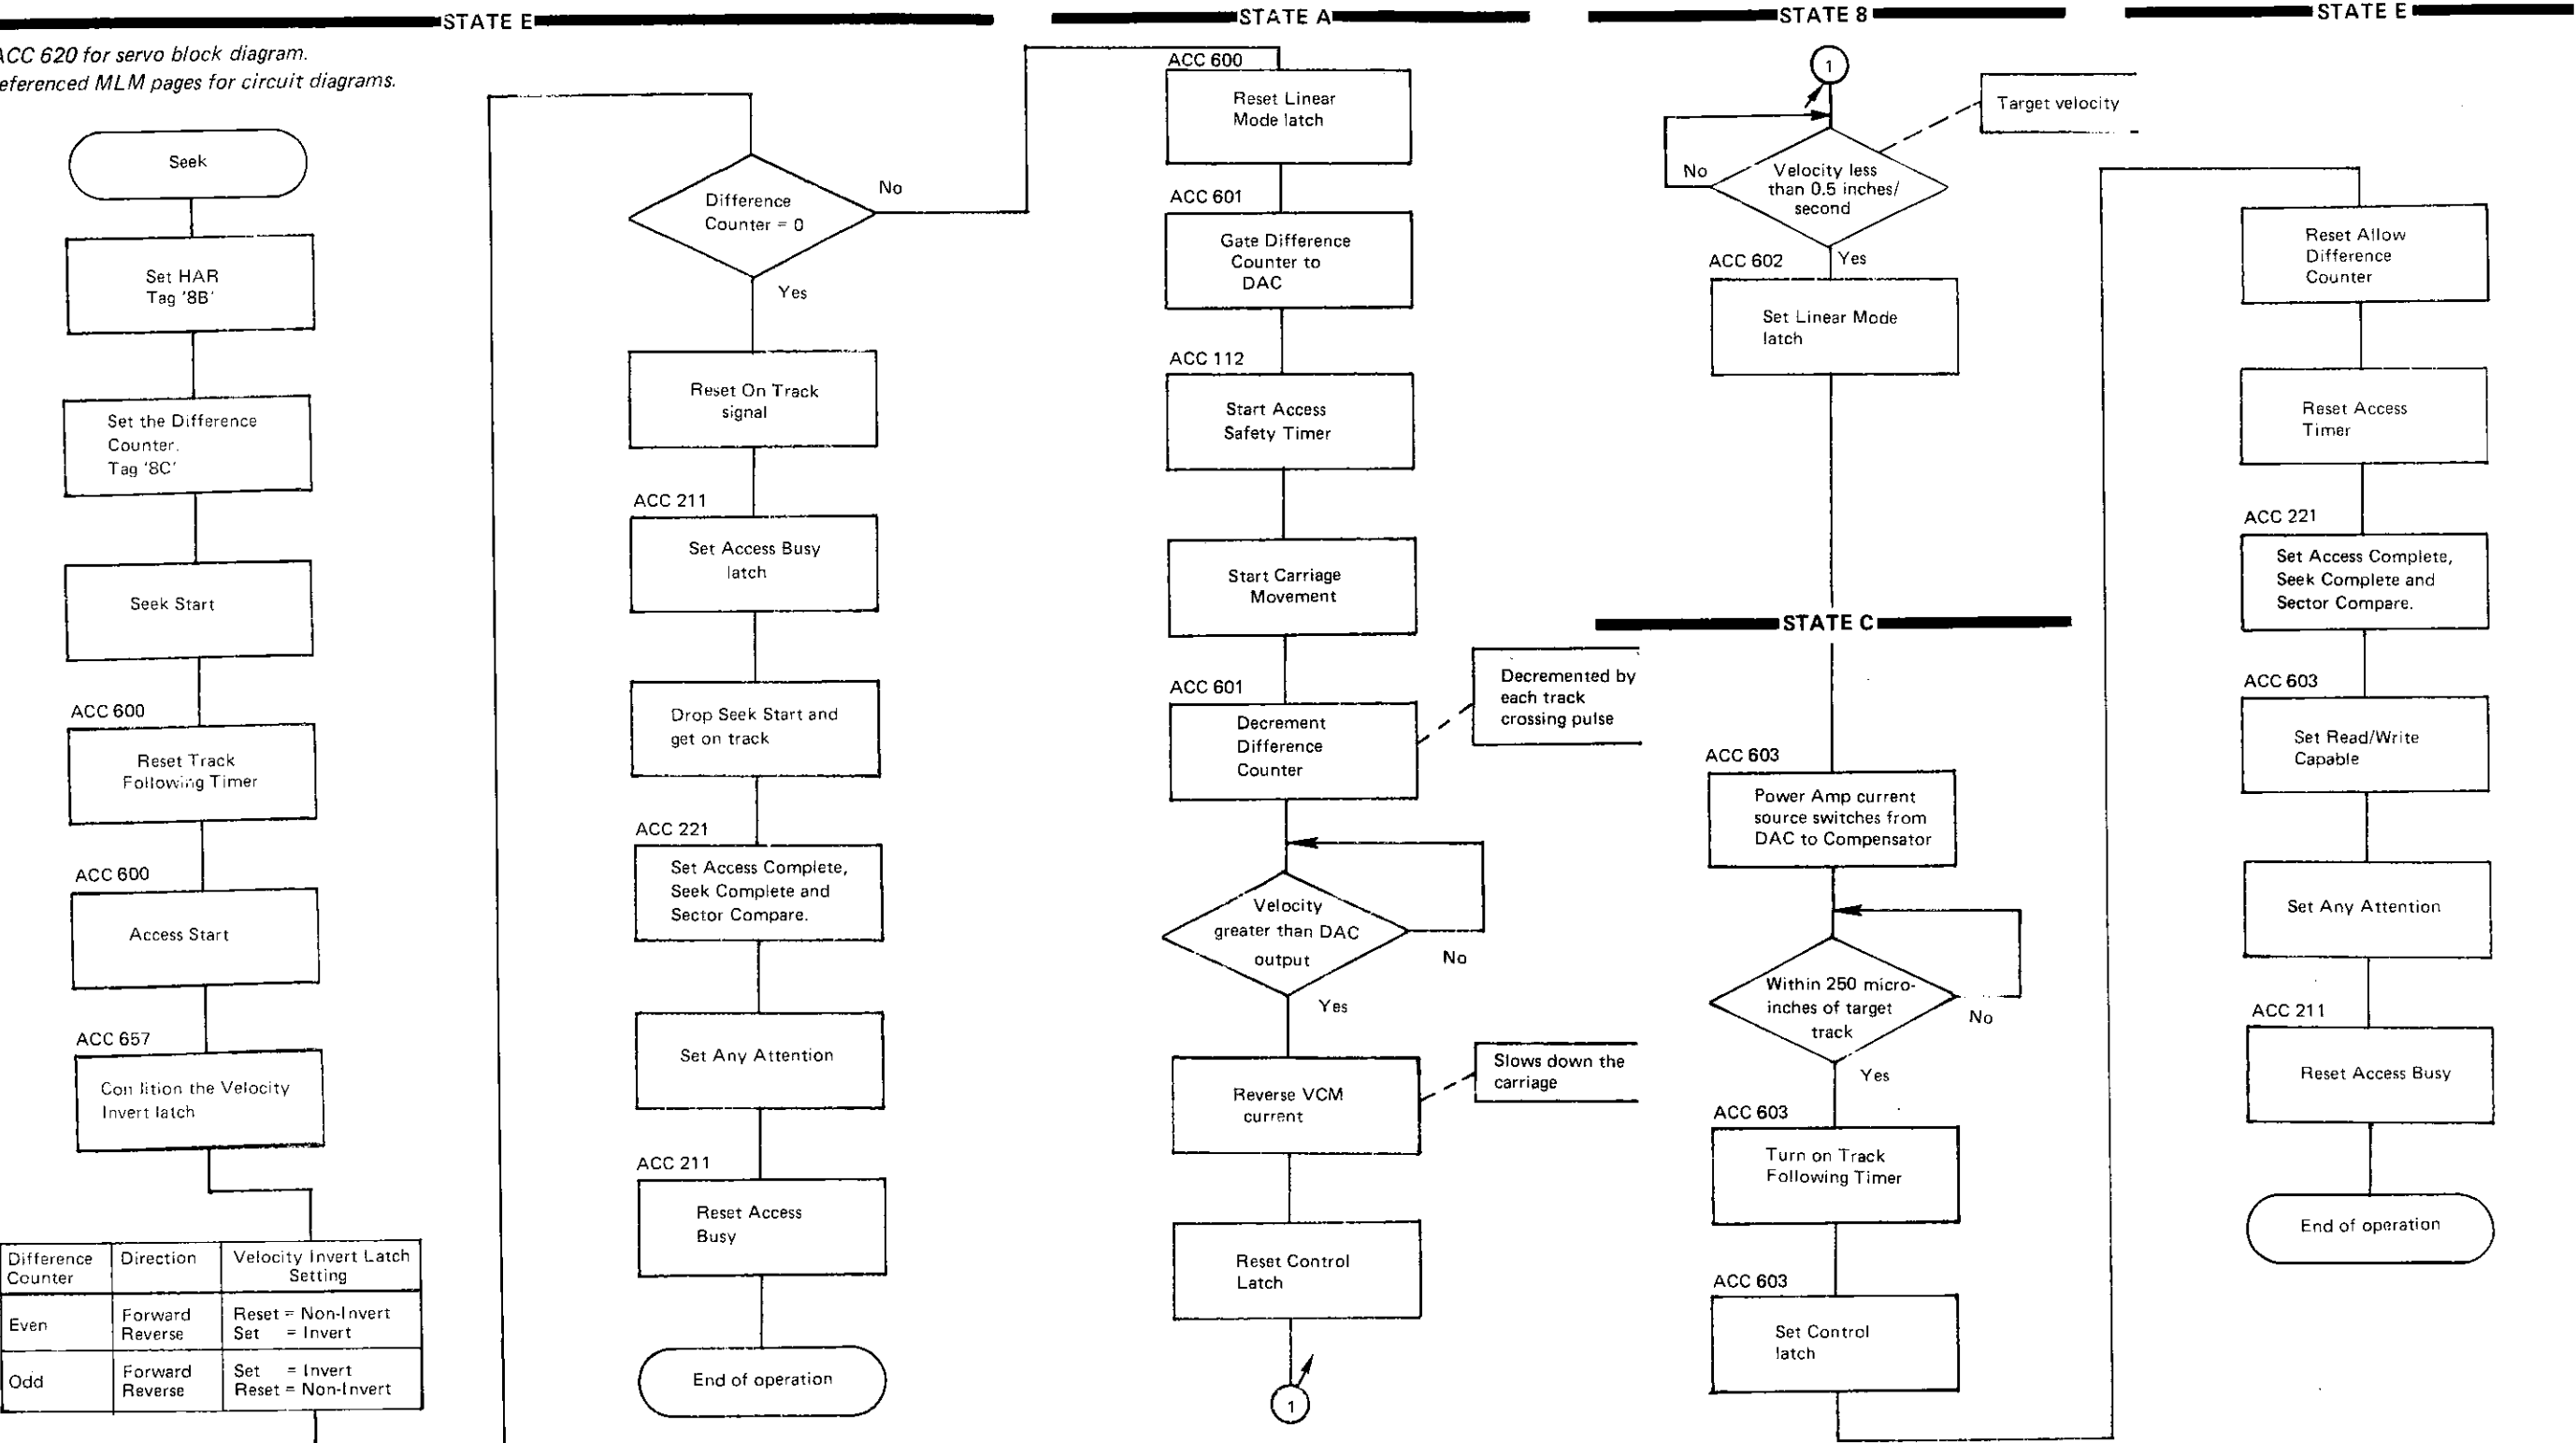 STATE E
ACC 620 for servo block diagram.
eferenced MLM pages for circuit diagrams.
Seek
Set HAR
Tag '8B'
Set the Difference
Counter.
Tag '8C'
Seek Start
ACC 600
Reset Track
Following Timer
ACC 600
Access Start
ACC 657
Condition the Velocity
Invert latch
Difference
Counter
Direction
Velocity Invert Latch
Setting
Even
Forward
Reverse
Reset = Non-Invert
Set = Invert
Odd
Forward
Reverse
Set = Invert
Reset = Non-Invert
Difference
Counter = 0
No
Yes
Reset On Track
signal
ACC 211
Set Access Busy
latch
Drop Seek Start and
get on track
ACC 221
Set Access Complete,
Seek Complete and
Sector Compare.
Set Any Attention
ACC 211
Reset Access
Busy
End of operation
STATE A
ACC 600
Reset Linear
Mode latch
ACC 601
Gate Difference
Counter to
DAC
ACC 112
Start Access
Safety Timer
Start Carriage
Movement
ACC 601
Decrement
Difference
Counter
Decremented by
each track
crossing pulse
Velocity
greater than DAC
output
No
Yes
Reverse VCM
current
Slows down the
carriage
Reset Control
Latch
1
STATE 8
1
Target velocity
Velocity less
than 0.5 inches/
second
No
Yes
ACC 602
Set Linear Mode
latch
STATE C
ACC 603
Power Amp current
source switches from
DAC to Compensator
Within 250 micro-
inches of target
track
No
Yes
ACC 603
Turn on Track
Following Timer
ACC 603
Set Control
latch
STATE E
Reset Allow
Difference
Counter
Reset Access
Timer
ACC 221
Set Access Complete,
Seek Complete and
Sector Compare.
ACC 603
Set Read/Write
Capable
Set Any Attention
ACC 211
Reset Access Busy
End of operation